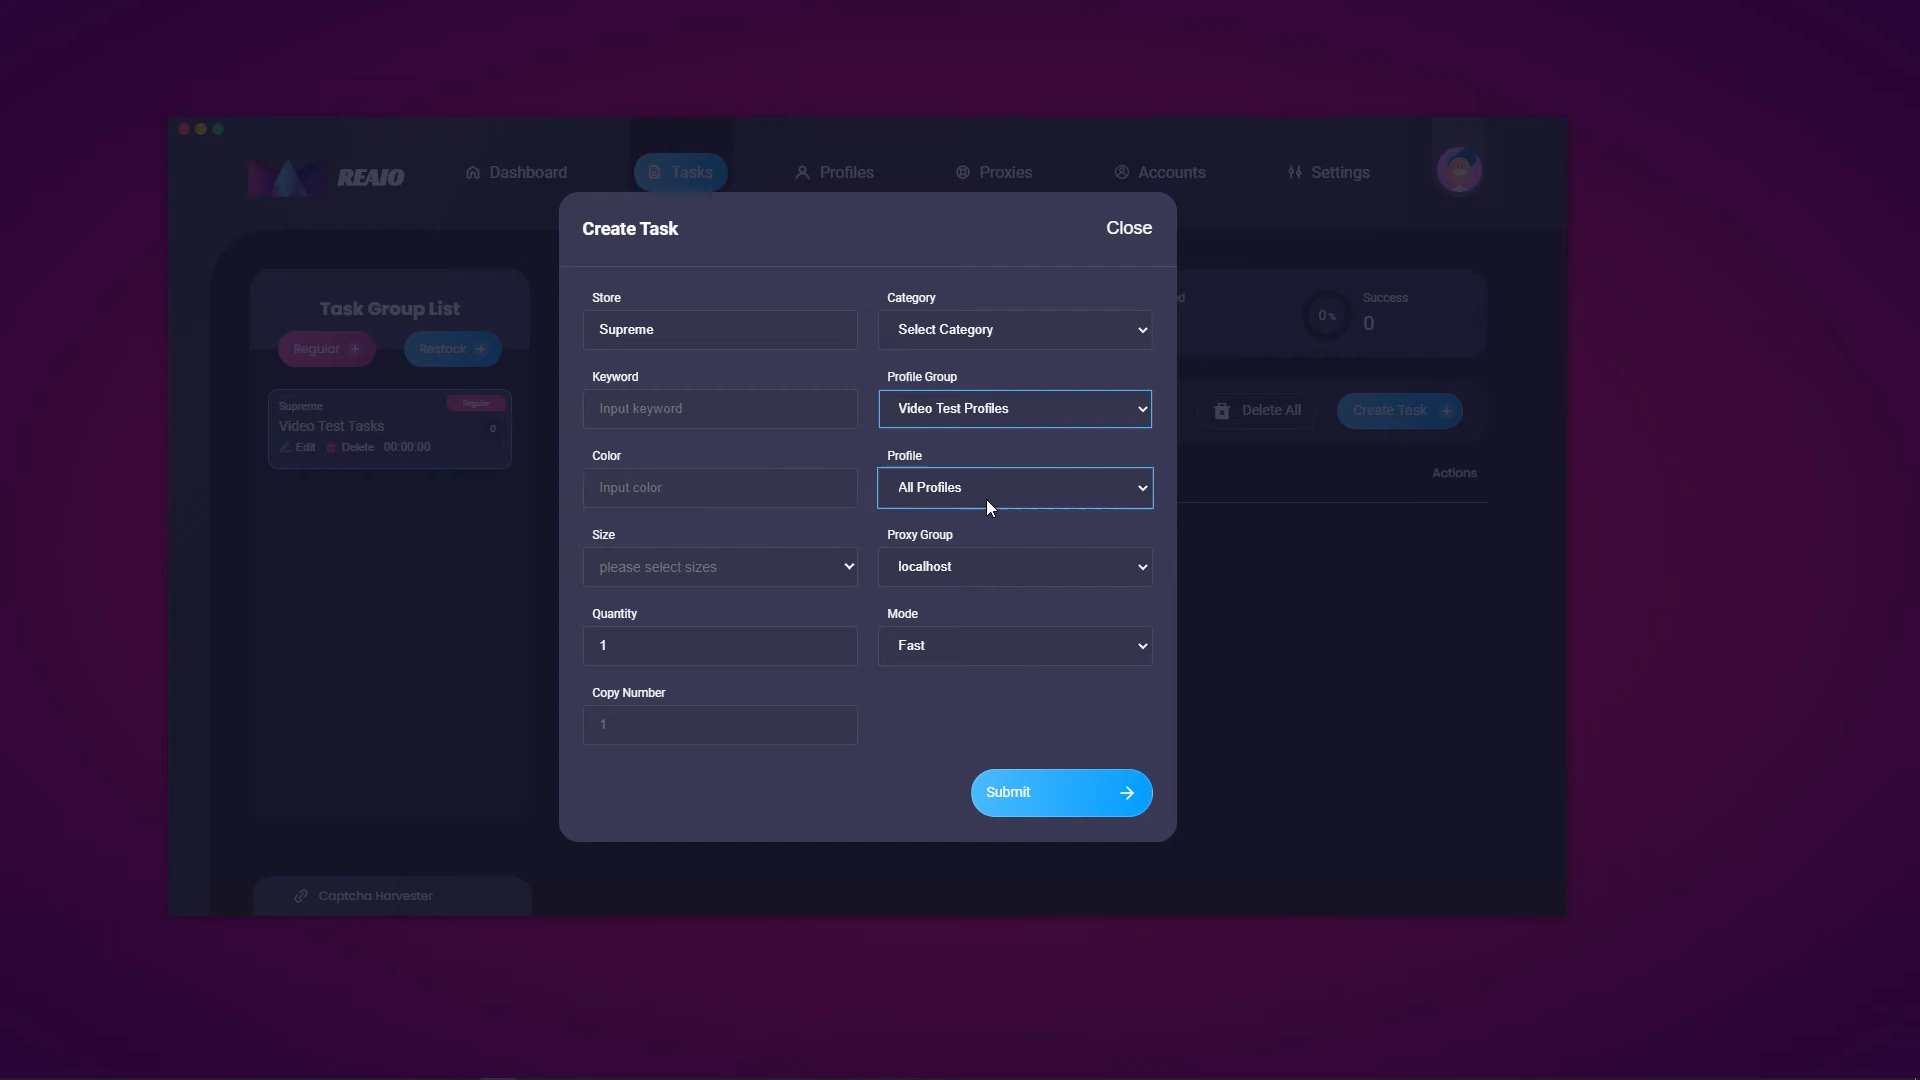 REAIO
Dashboard
Tasks
Profiles
Proxies
Accounts
Settings
Create Task
Close
Task Group List
Regular +
Restock +
Supreme
Regular
Video Test Tasks
0
Edit
Delete
00:00:00
Store
Supreme
Category
Select Category
Keyword
Input keyword
Profile Group
Video Test Profiles
Color
Input color
Profile
All Profiles
Size
please select sizes
Proxy Group
localhost
Quantity
1
Mode
Fast
Copy Number
1
Submit
ed
0%
Success
0
Delete All
Create Task +
Actions
Captcha Harvester